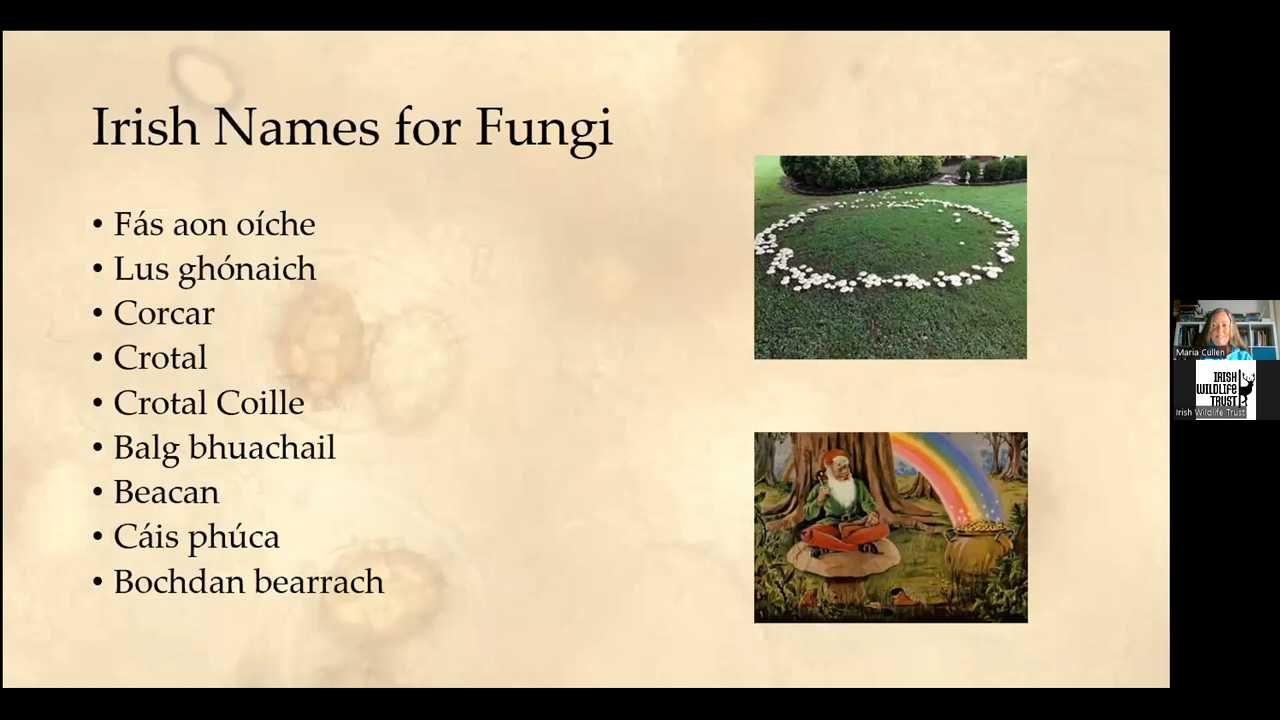 Irish Names for Fungi
• Fás aon oíche
• Lus ghónaich
• Corcar
• Crotal
• Crotal Coille
• Balg bhuachail
• Beacan
• Cáis phúca
• Bochdan bearrach
Maria Cullen
IRISH
WILDLIFE
TRUST
Irish Wildlife Trust